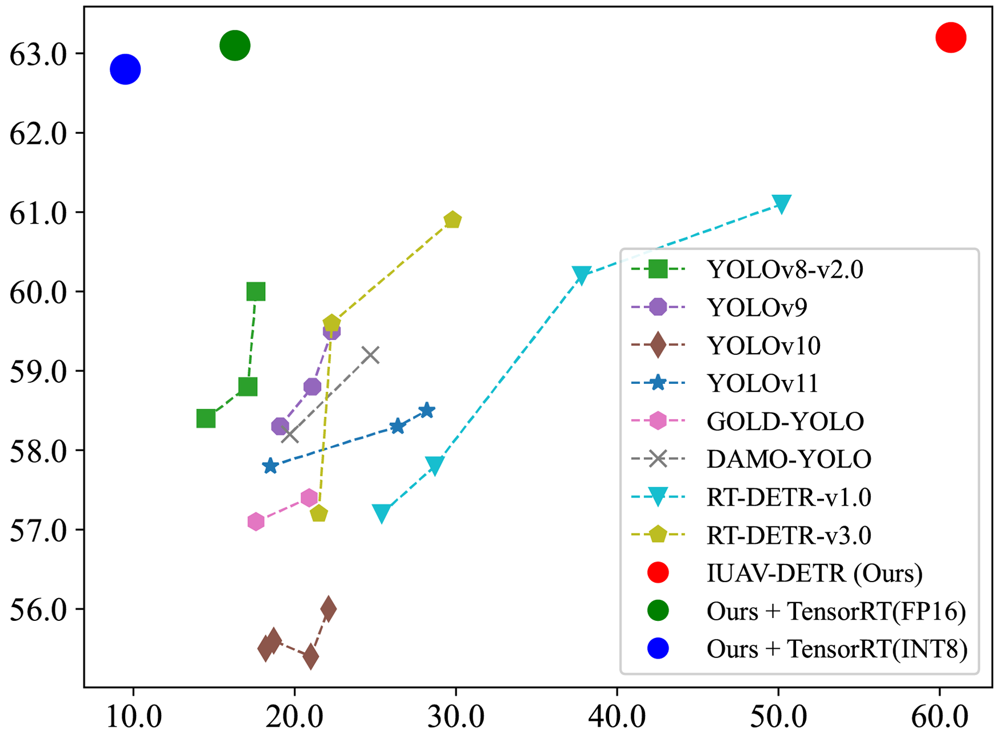 63.0
62.0
61.0
60.0
59.0
58.0
57.0
56.0
YOLOv8-v2.0
YOLOv9
YOLOv10
YOLOv11
GOLD-YOLO
DAMO-YOLO
RT-DETR-v1.0
RT-DETR-v3.0
IUAV-DETR (Ours)
Ours + TensorRT(FP16)
Ours + TensorRT(INT8)
10.0 20.0 30.0 40.0 50.0 60.0